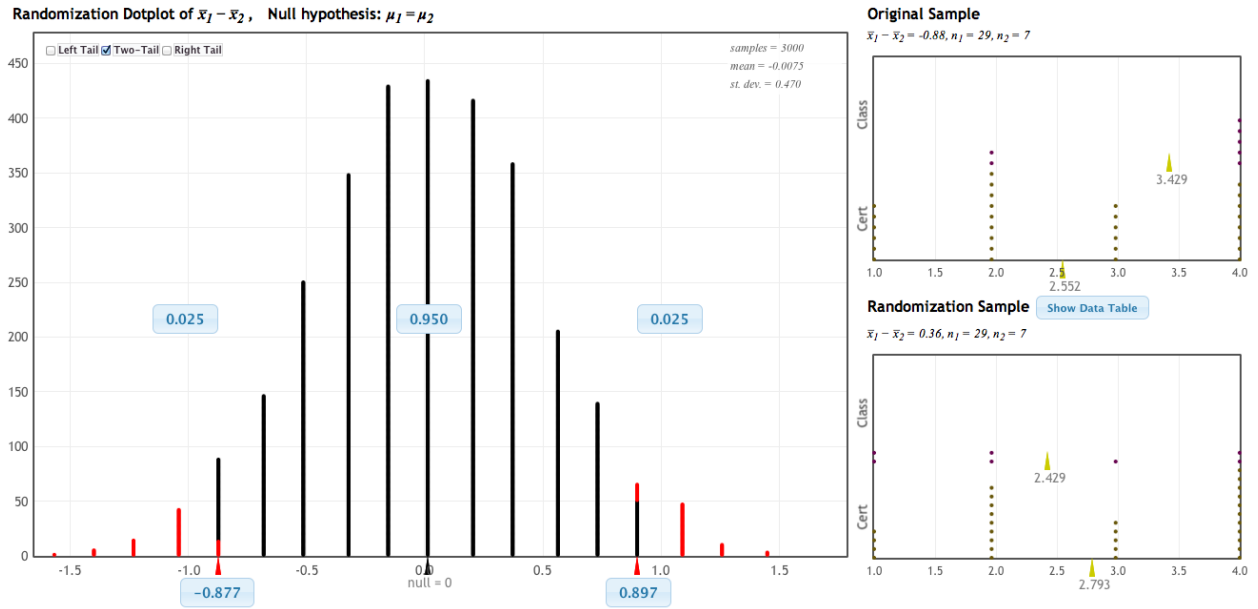 Randomization Dotplot of x̄₁ − x̄₂ ,   Null hypothesis: μ₁ = μ₂
Left Tail Two-Tail Right Tail
samples = 3000
mean = -0.0075
st. dev. = 0.470
450
400
350
300
250
200
150
100
50
0
0.025
0.950
0.025
-1.5
-1.0
-0.5
0.0
0.5
1.0
1.5
null = 0
−0.877
0.897
Original Sample
x̄₁ − x̄₂ = -0.88, n₁ = 29, n₂ = 7
Class
Cert
3.429
1.0
1.5
2.0
2.5
3.0
3.5
4.0
2.552
Randomization Sample
Show Data Table
x̄₁ − x̄₂ = 0.36, n₁ = 29, n₂ = 7
Class
Cert
2.429
1.0
1.5
2.0
2.5
3.0
3.5
4.0
2.793